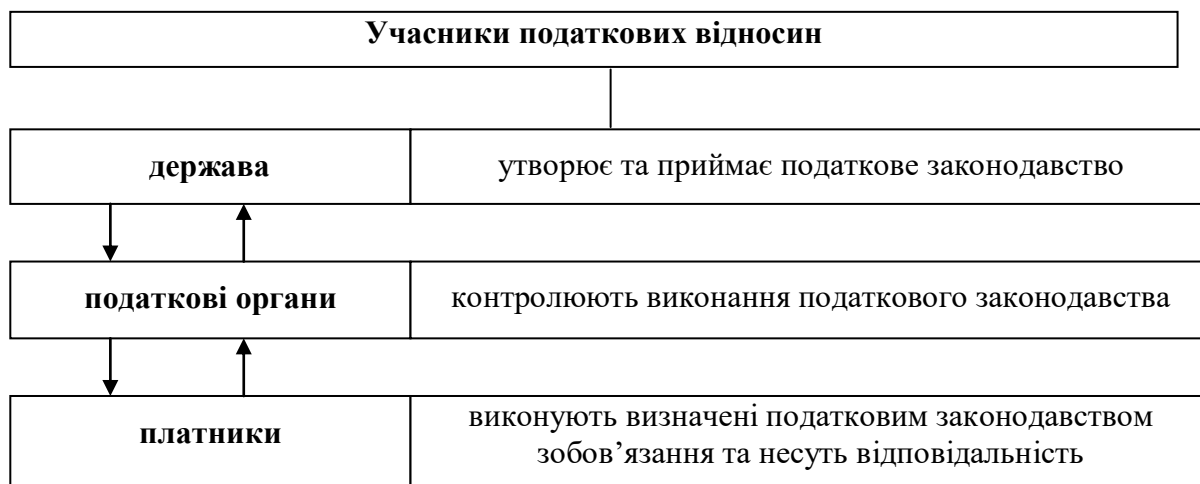 Учасники податкових відносин
держава
утворює та приймає податкове законодавство
податкові органи
контролюють виконання податкового законодавства
платники
виконують визначені податковим законодавством
зобов’язання та несуть відповідальність